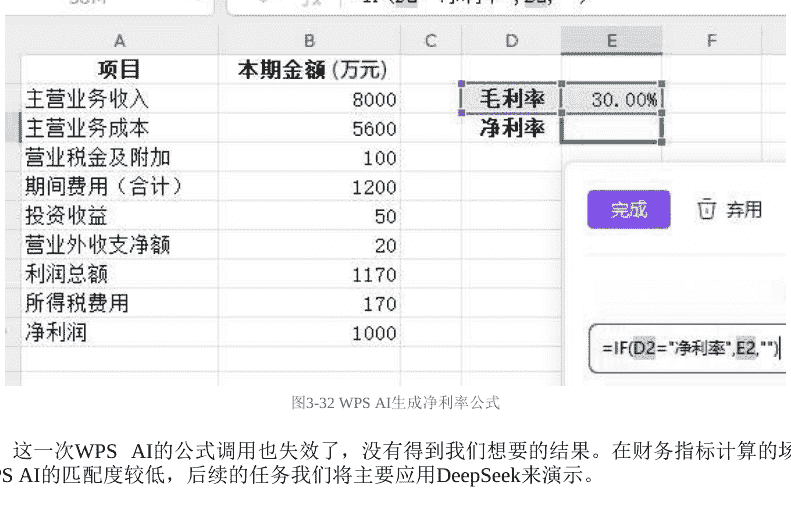 A B C D E F
项目 本期金额 (万元)
主营业务收入 8000 毛利率 30.00%
主营业务成本 5600 净利率
营业税金及附加 100
期间费用（合计） 1200
投资收益 50 完成 弃用
营业外收支净额 20
利润总额 1170
所得税费用 170
净利润 1000
=IF(D2="净利率",E2,"")
图3-32 WPS AI生成净利率公式
这一次WPS AI的公式调用也失效了，没有得到我们想要的结果。在财务指标计算的场
PS AI的匹配度较低，后续的任务我们将主要应用DeepSeek来演示。